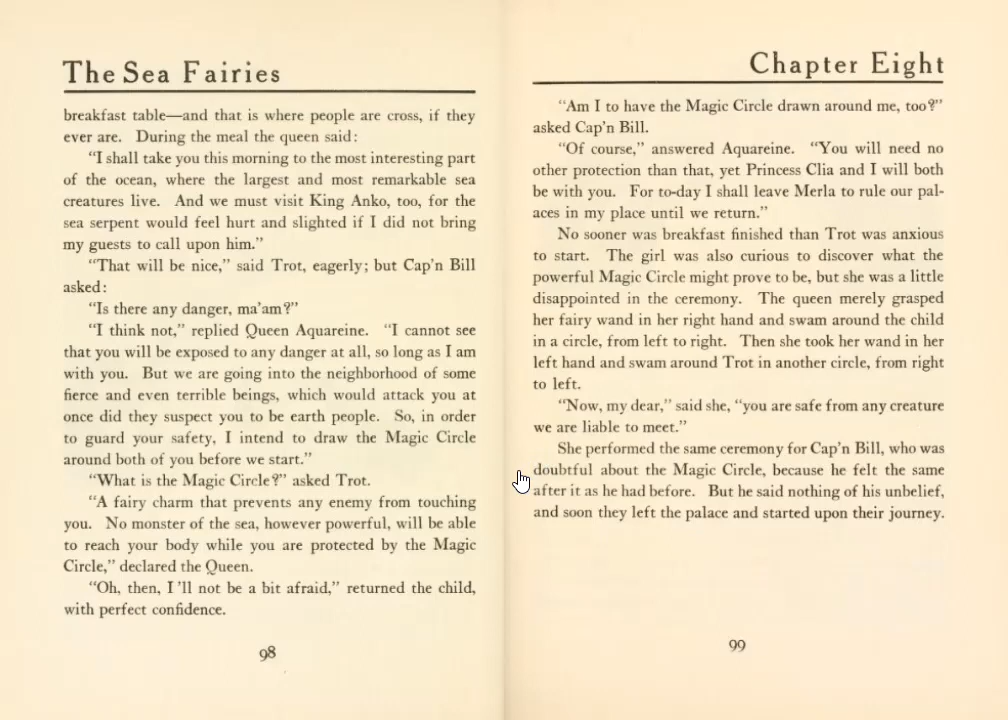 The Sea Fairies
breakfast table—and that is where people are cross, if they
ever are. During the meal the queen said:
"I shall take you this morning to the most interesting part
of the ocean, where the largest and most remarkable sea
creatures live. And we must visit King Anko, too, for the
sea serpent would feel hurt and slighted if I did not bring
my guests to call upon him."
"That will be nice," said Trot, eagerly; but Cap'n Bill
asked:
"Is there any danger, ma'am?"
"I think not," replied Queen Aquareine. "I cannot see
that you will be exposed to any danger at all, so long as I am
with you. But we are going into the neighborhood of some
fierce and even terrible beings, which would attack you at
once did they suspect you to be earth people. So, in order
to guard your safety, I intend to draw the Magic Circle
around both of you before we start."
"What is the Magic Circle?" asked Trot.
"A fairy charm that prevents any enemy from touching
you. No monster of the sea, however powerful, will be able
to reach your body while you are protected by the Magic
Circle," declared the Queen.
"Oh, then, I 'll not be a bit afraid," returned the child,
with perfect confidence.
98
Chapter Eight
"Am I to have the Magic Circle drawn around me, too?"
asked Cap'n Bill.
"Of course," answered Aquareine. "You will need no
other protection than that, yet Princess Clia and I will both
be with you. For to-day I shall leave Merla to rule our pal-
aces in my place until we return."
No sooner was breakfast finished than Trot was anxious
to start. The girl was also curious to discover what the
powerful Magic Circle might prove to be, but she was a little
disappointed in the ceremony. The queen merely grasped
her fairy wand in her right hand and swam around the child
in a circle, from left to right. Then she took her wand in her
left hand and swam around Trot in another circle, from right
to left.
"Now, my dear," said she, "you are safe from any creature
we are liable to meet."
She performed the same ceremony for Cap'n Bill, who was
doubtful about the Magic Circle, because he felt the same
after it as he had before. But he said nothing of his unbelief,
and soon they left the palace and started upon their journey.
99